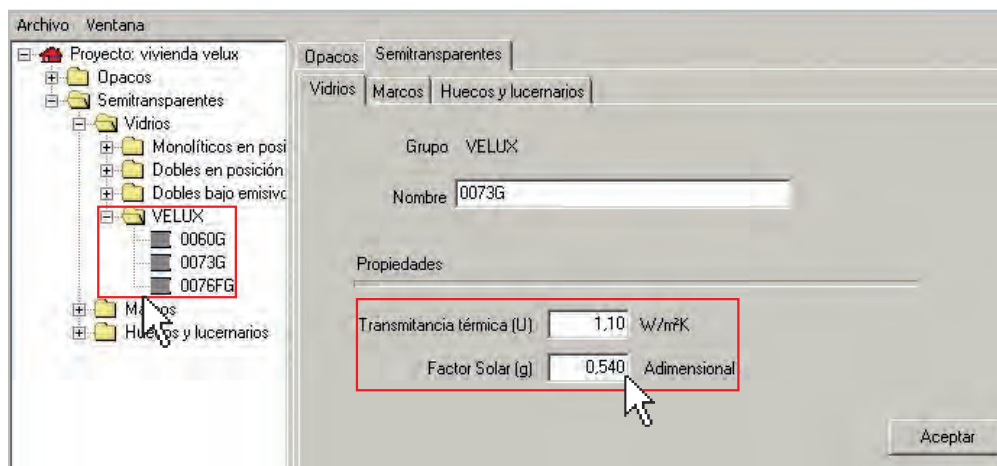 Archivo Ventana
Proyecto: vivienda velux
Opacos
Semitransparentes
Vidrios
Monolíticos en posi
Dobles en posición
Dobles bajo emisivo
VELUX
0060G
0073G
0076FG
Huecos y lucernarios
Opacos Semitransparentes
Vidrios Marcos Huecos y lucernarios
Grupo VELUX
Nombre 0073G
Propiedades
Transmitancia térmica (U) 1,10 W/m²K
Factor Solar (g) 0,540 Adimensional
Aceptar